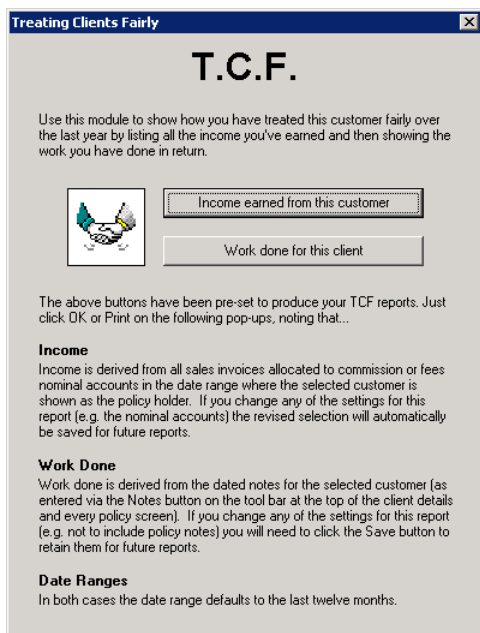 Treating Clients Fairly
T.C.F.
Use this module to show how you have treated this customer fairly over
the last year by listing all the income you've earned and then showing the
work you have done in return.
Income earned from this customer
Work done for this client
The above buttons have been pre-set to produce your TCF reports. Just
click OK or Print on the following pop-ups, noting that...
Income
Income is derived from all sales invoices allocated to commission or fees
nominal accounts in the date range where the selected customer is
shown as the policy holder. If you change any of the settings for this
report (e.g. the nominal accounts) the revised selection will automatically
be saved for future reports.
Work Done
Work done is derived from the dated notes for the selected customer (as
entered via the Notes button on the tool bar at the top of the client details
and every policy screen). If you change any of the settings for this report
(e.g. not to include policy notes) you will need to click the Save button to
retain them for future reports.
Date Ranges
In both cases the date range defaults to the last twelve months.